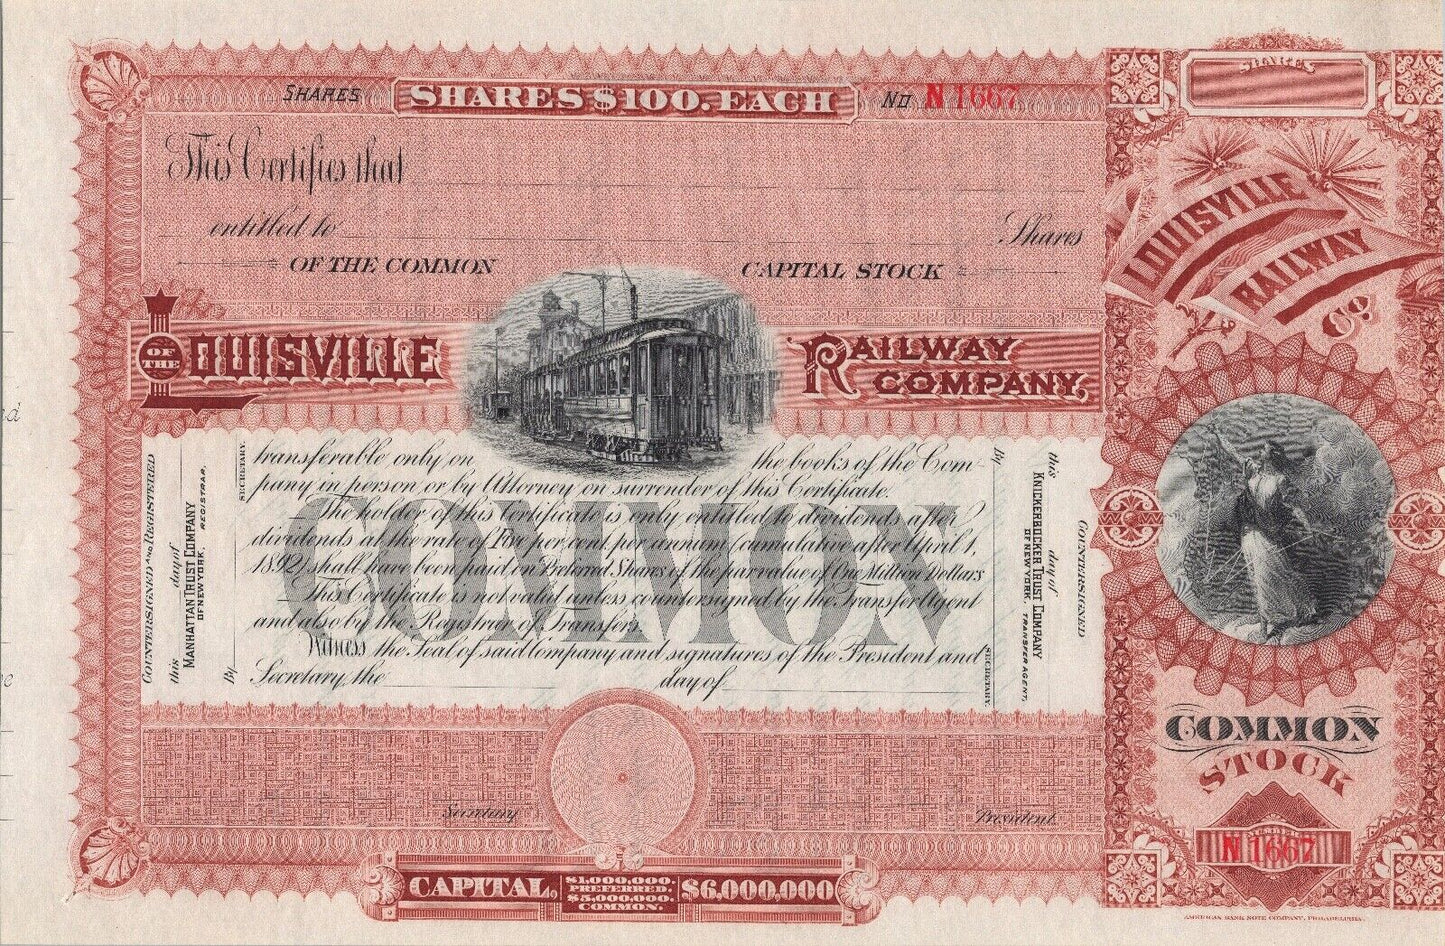 SHARES
SHARES $100. EACH
No N 1667
This Certifies that
entitled to Shares
OF THE COMMON CAPITAL STOCK
OF THE LOUISVILLE RAILWAY COMPANY,
transferable only on the books of the Com-
pany in person or by Attorney on surrender of this Certificate.
The holder of this Certificate is only entitled to dividends after
dividends at the rate of Five per cent. per annum, cumulative after April 1,
1892, shall have been paid on Preferred Shares of the par value of One Million Dollars
This Certificate is not valid unless countersigned by the Transfer Agent
and also by the Registrar of Transfers.
Witness the Seal of said Company and signatures of the President and
Secretary, the day of
COMMON
COUNTERSIGNED AND REGISTERED
this day of
MANHATTAN TRUST COMPANY
OF NEW YORK, REGISTRAR,
By SECRETARY.
COUNTERSIGNED
this day of
KNICKERBOCKER TRUST COMPANY
OF NEW YORK, TRANSFER AGENT,
By SECRETARY.
Secretary President
CAPITAL, $1,000,000. PREFERRED. $5,000,000. COMMON. $6,000,000
SHARES
LOUISVILLE
RAILWAY
Co
COMMON
STOCK
NUMBER
N 1667
AMERICAN BANK NOTE COMPANY, PHILADELPHIA.